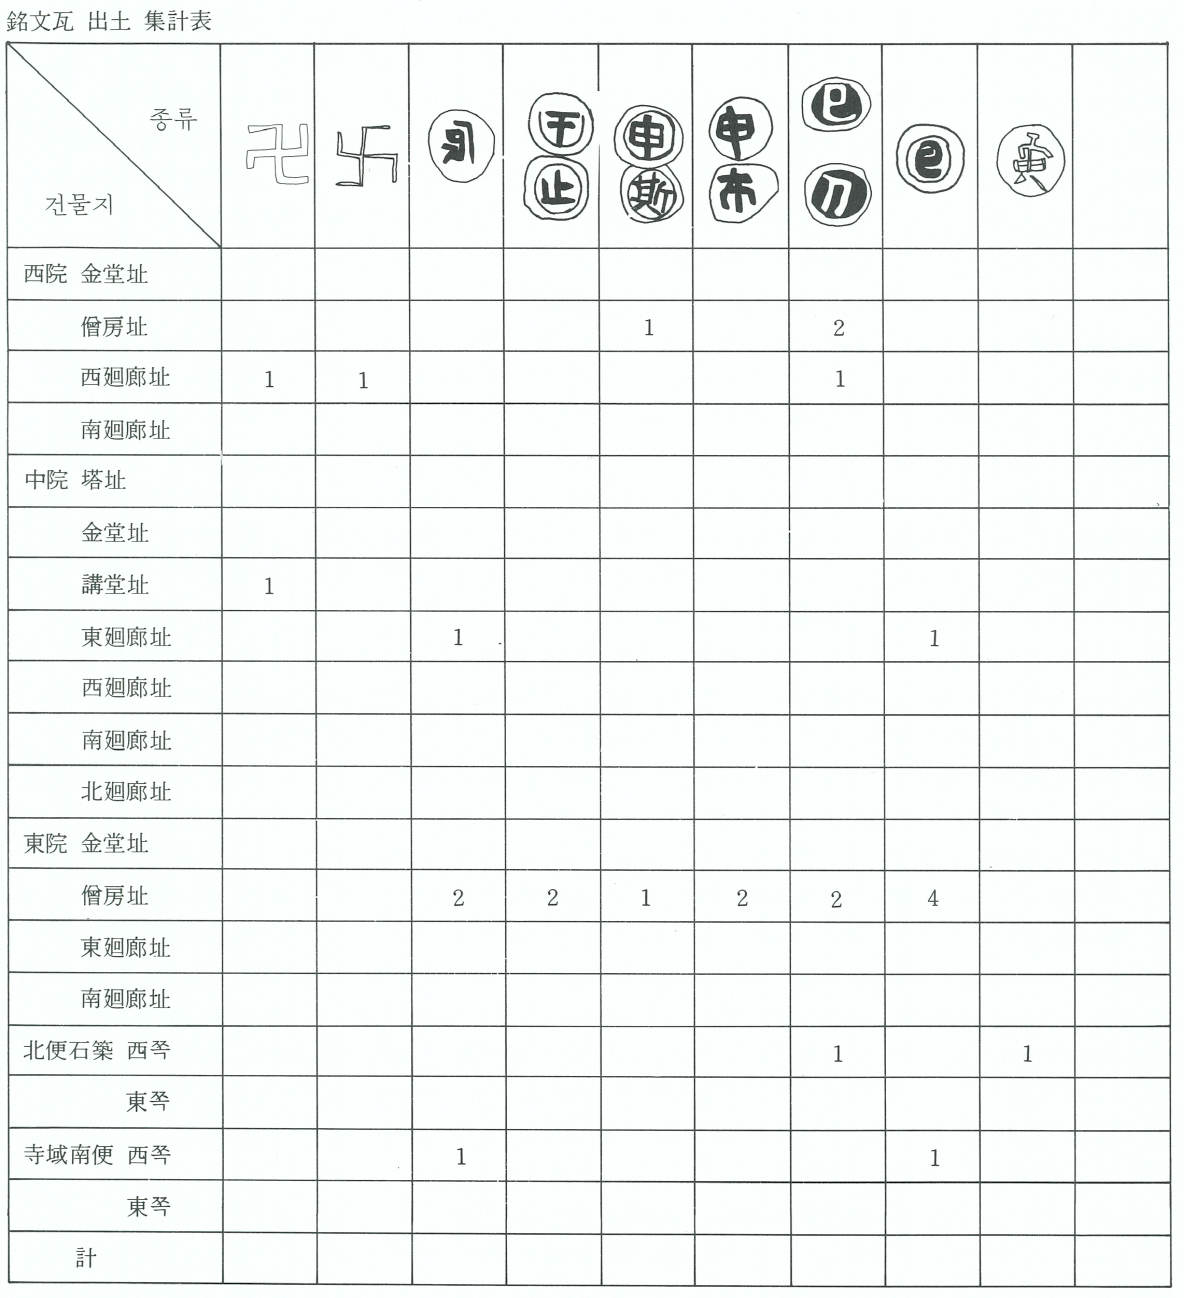 銘文瓦 出土 集計表
종류
건물지
卍 卐 干 申 申 巳 巳 寅
止 斯 布 刀
西院 金堂址
僧房址 1 2
西廻廊址 1 1 1
南廻廊址
中院 塔址
金堂址
講堂址 1
東廻廊址 1 1
西廻廊址
南廻廊址
北廻廊址
東院 金堂址
僧房址 2 2 1 2 2 4
東廻廊址
南廻廊址
北便石築 西쪽 1 1
東쪽
寺域南便 西쪽 1 1
東쪽
計